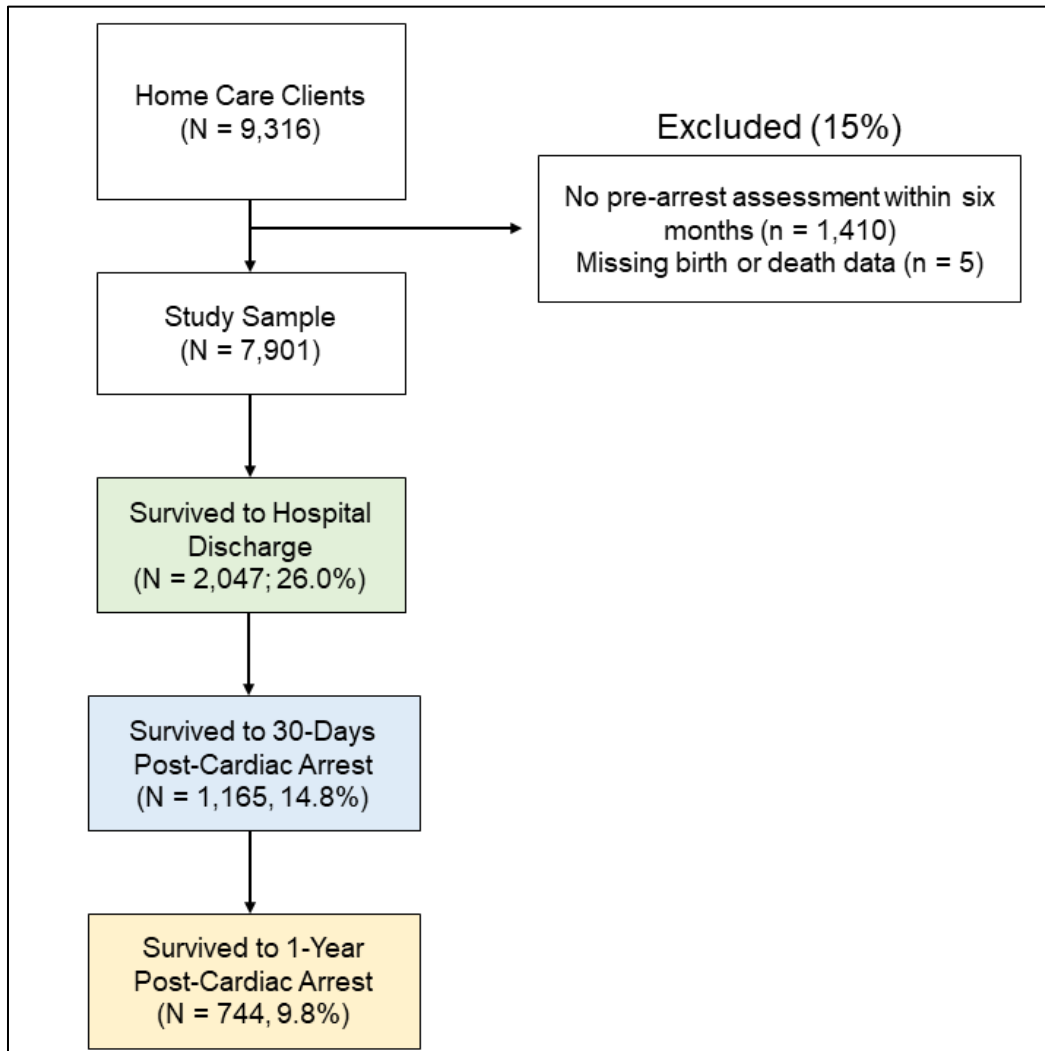 Home Care Clients
(N = 9,316)
Excluded (15%)
No pre-arrest assessment within six
months (n = 1,410)
Missing birth or death data (n = 5)
Study Sample
(N = 7,901)
Survived to Hospital
Discharge
(N = 2,047; 26.0%)
Survived to 30-Days
Post-Cardiac Arrest
(N = 1,165, 14.8%)
Survived to 1-Year
Post-Cardiac Arrest
(N = 744, 9.8%)